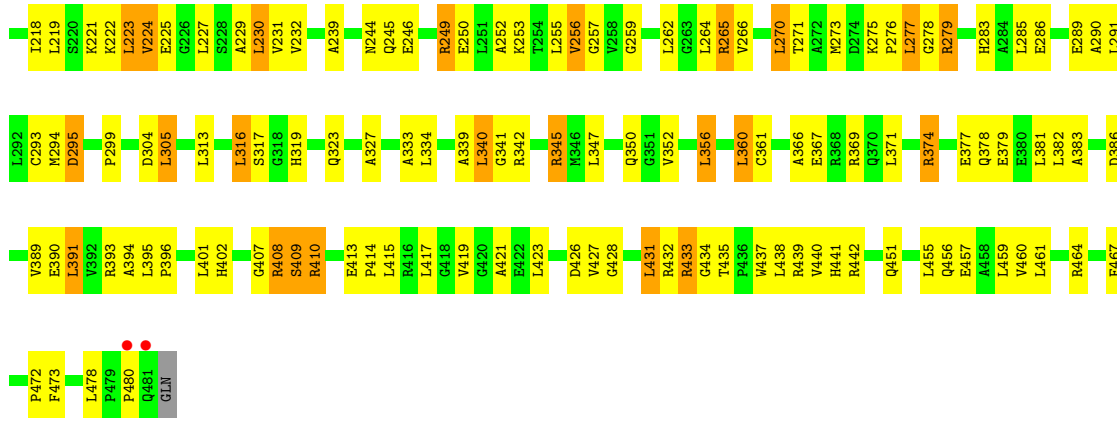 I218 L219 S220 K221 K222 L223 V224 E225 G226 L227 S228 A229 L230 V231 V232 A239 N244 Q245 E246 R249 E250 L251 A252 K253 T254 L255 V256 G257 V258 G259 L262 G263 L264 R265 V266 L270 T271 A272 M273 D274 K275 P276 L277 G278 R279 H283 A284 L285 E286 E289 A290 L291
L292 C293 M294 D295 P299 D304 L305 L313 L316 S317 G318 H319 Q323 A327 A333 L334 A339 L340 G341 R342 R345 M346 L347 Q350 G351 V352 L356 L360 C361 A366 E367 R368 R369 Q370 L371 R374 E377 Q378 E379 E380 L381 L382 A383 D386
V389 E390 L391 V392 R393 A394 L395 P396 L401 H402 G407 R408 S409 R410 E413 P414 L415 R416 L417 G418 V419 G420 A421 E422 L423 D426 V427 G428 L431 R432 R433 G434 T435 P436 W437 L438 R439 V440 H441 R442 Q451 L455 Q456 E457 A458 L459 V460 L461 R464
P472 F473 L478 P479 P480 Q481 GLN